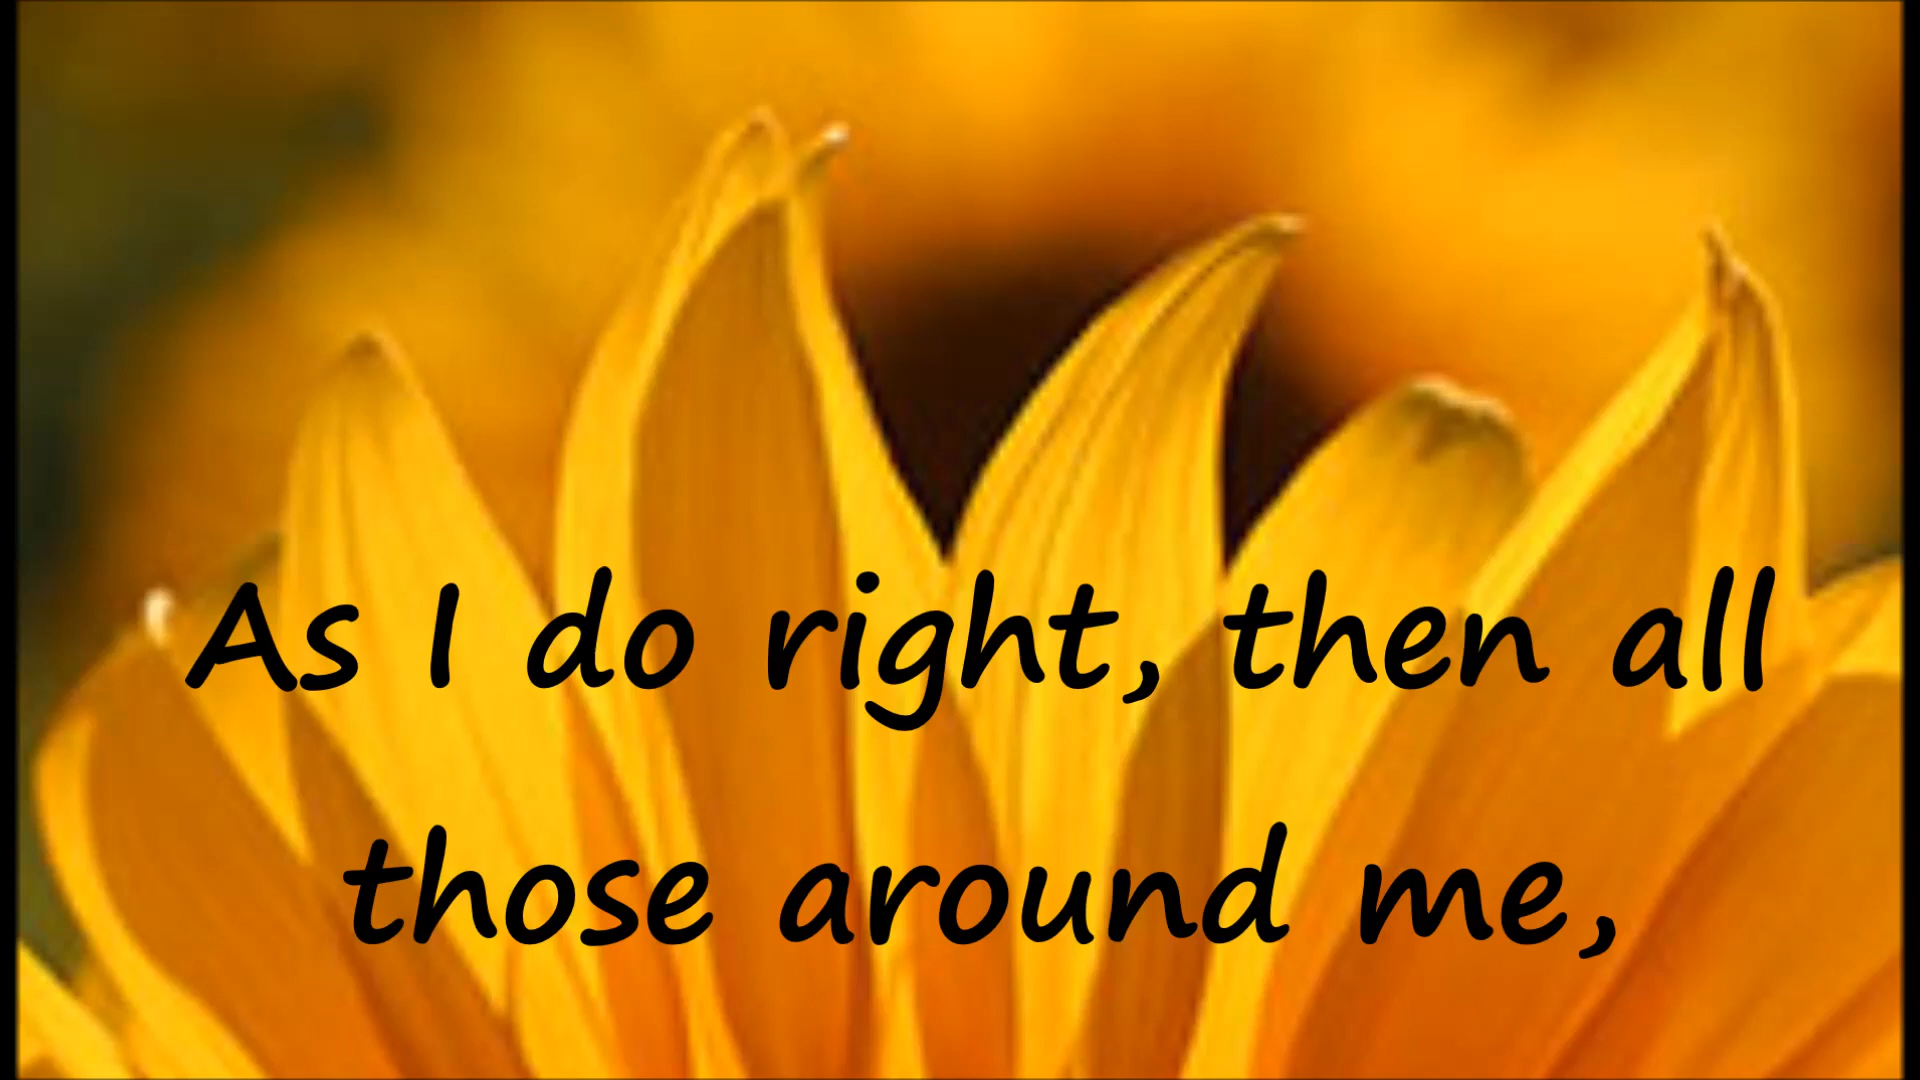 As I do right, then all
those around me,